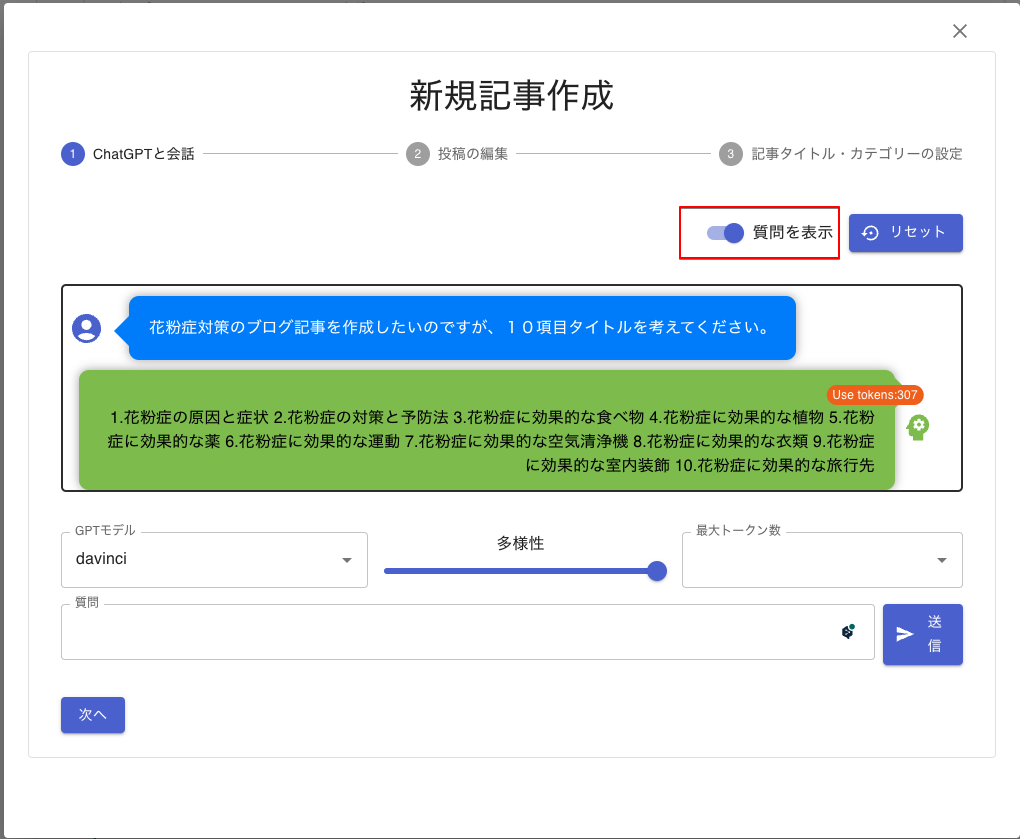 新規記事作成
1 ChatGPTと会話
2 投稿の編集
3 記事タイトル・カテゴリーの設定
質問を表示
リセット
花粉症対策のブログ記事を作成したいのですが、１０項目タイトルを考えてください。
Use tokens:307
1.花粉症の原因と症状 2.花粉症の対策と予防法 3.花粉症に効果的な食べ物 4.花粉症に効果的な植物 5.花粉
症に効果的な薬 6.花粉症に効果的な運動 7.花粉症に効果的な空気清浄機 8.花粉症に効果的な衣類 9.花粉症
に効果的な室内装飾 10.花粉症に効果的な旅行先
GPTモデル
davinci
多様性
最大トークン数
質問
送
信
次へ